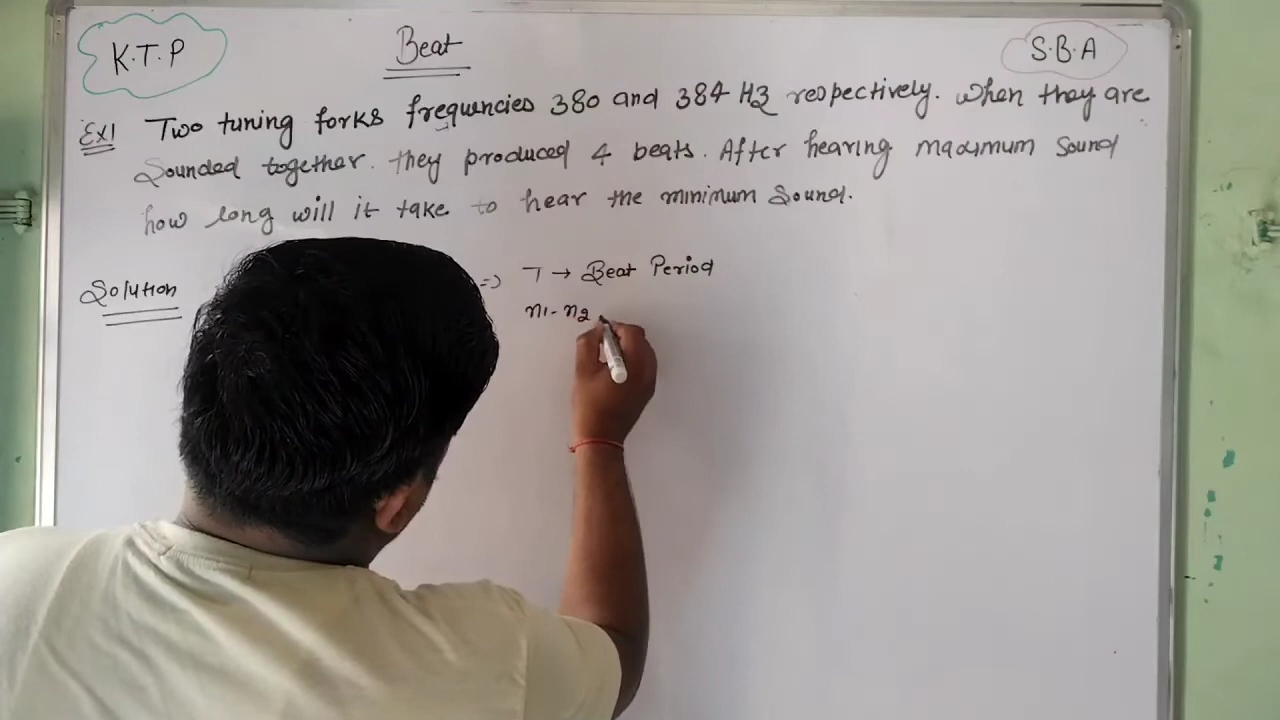 K.T.P
Beat
S.B.A
Ex1 Two tuning forks frequencies 380 and 384 Hz respectively. When they are
Sounded together. they produced 4 beats. After hearing maximum sound
how long will it take to hear the minimum Sound.
Solution
=> T → Beat Period
n1 - n2